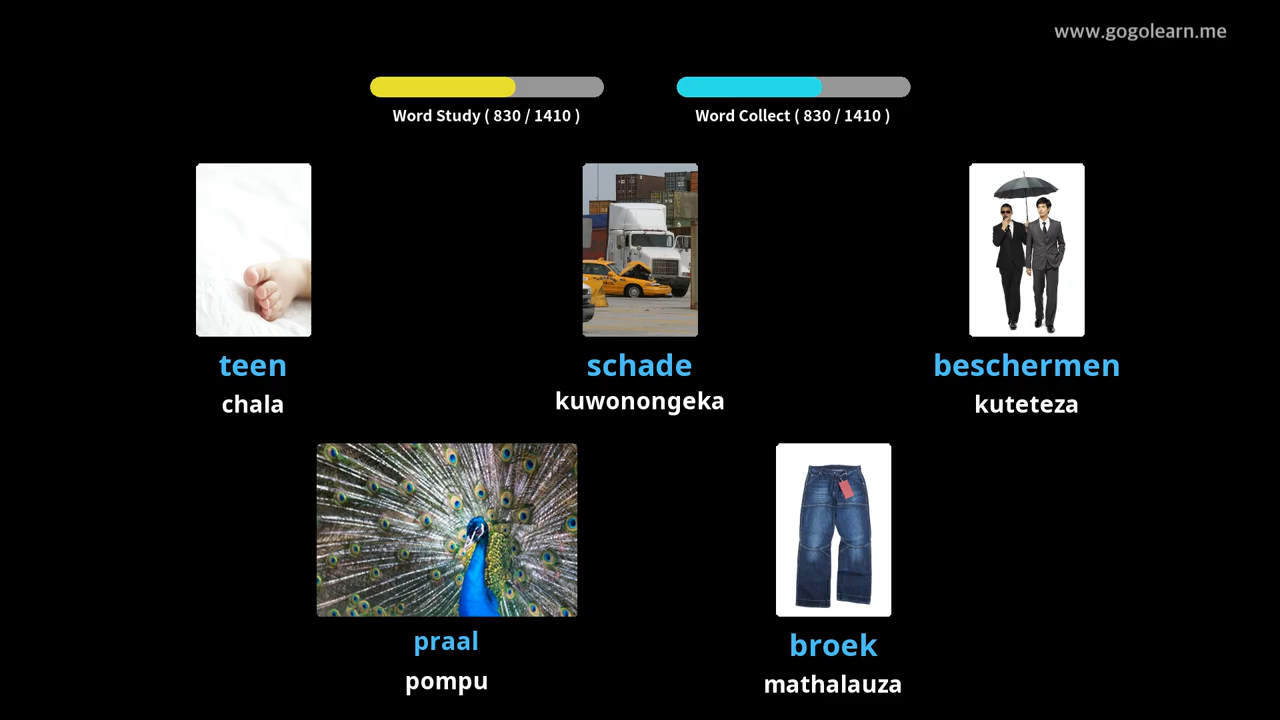 www.gogolearn.me
Word Study ( 830 / 1410 )
Word Collect ( 830 / 1410 )
teen
chala
schade
kuwonongeka
beschermen
kuteteza
praal
pompu
broek
mathalauza